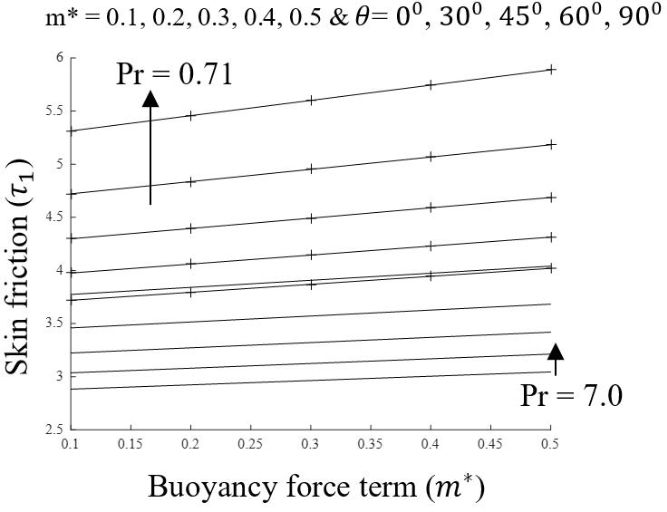 m* = 0.1, 0.2, 0.3, 0.4, 0.5 & θ= 0⁰, 30⁰, 45⁰, 60⁰, 90⁰
6
Pr = 0.71
5.5
5
4.5
4
3.5
3
2.5
Skin friction (τ₁)
Pr = 7.0
0.1 0.15 0.2 0.25 0.3 0.35 0.4 0.45 0.5
Buoyancy force term (m*)